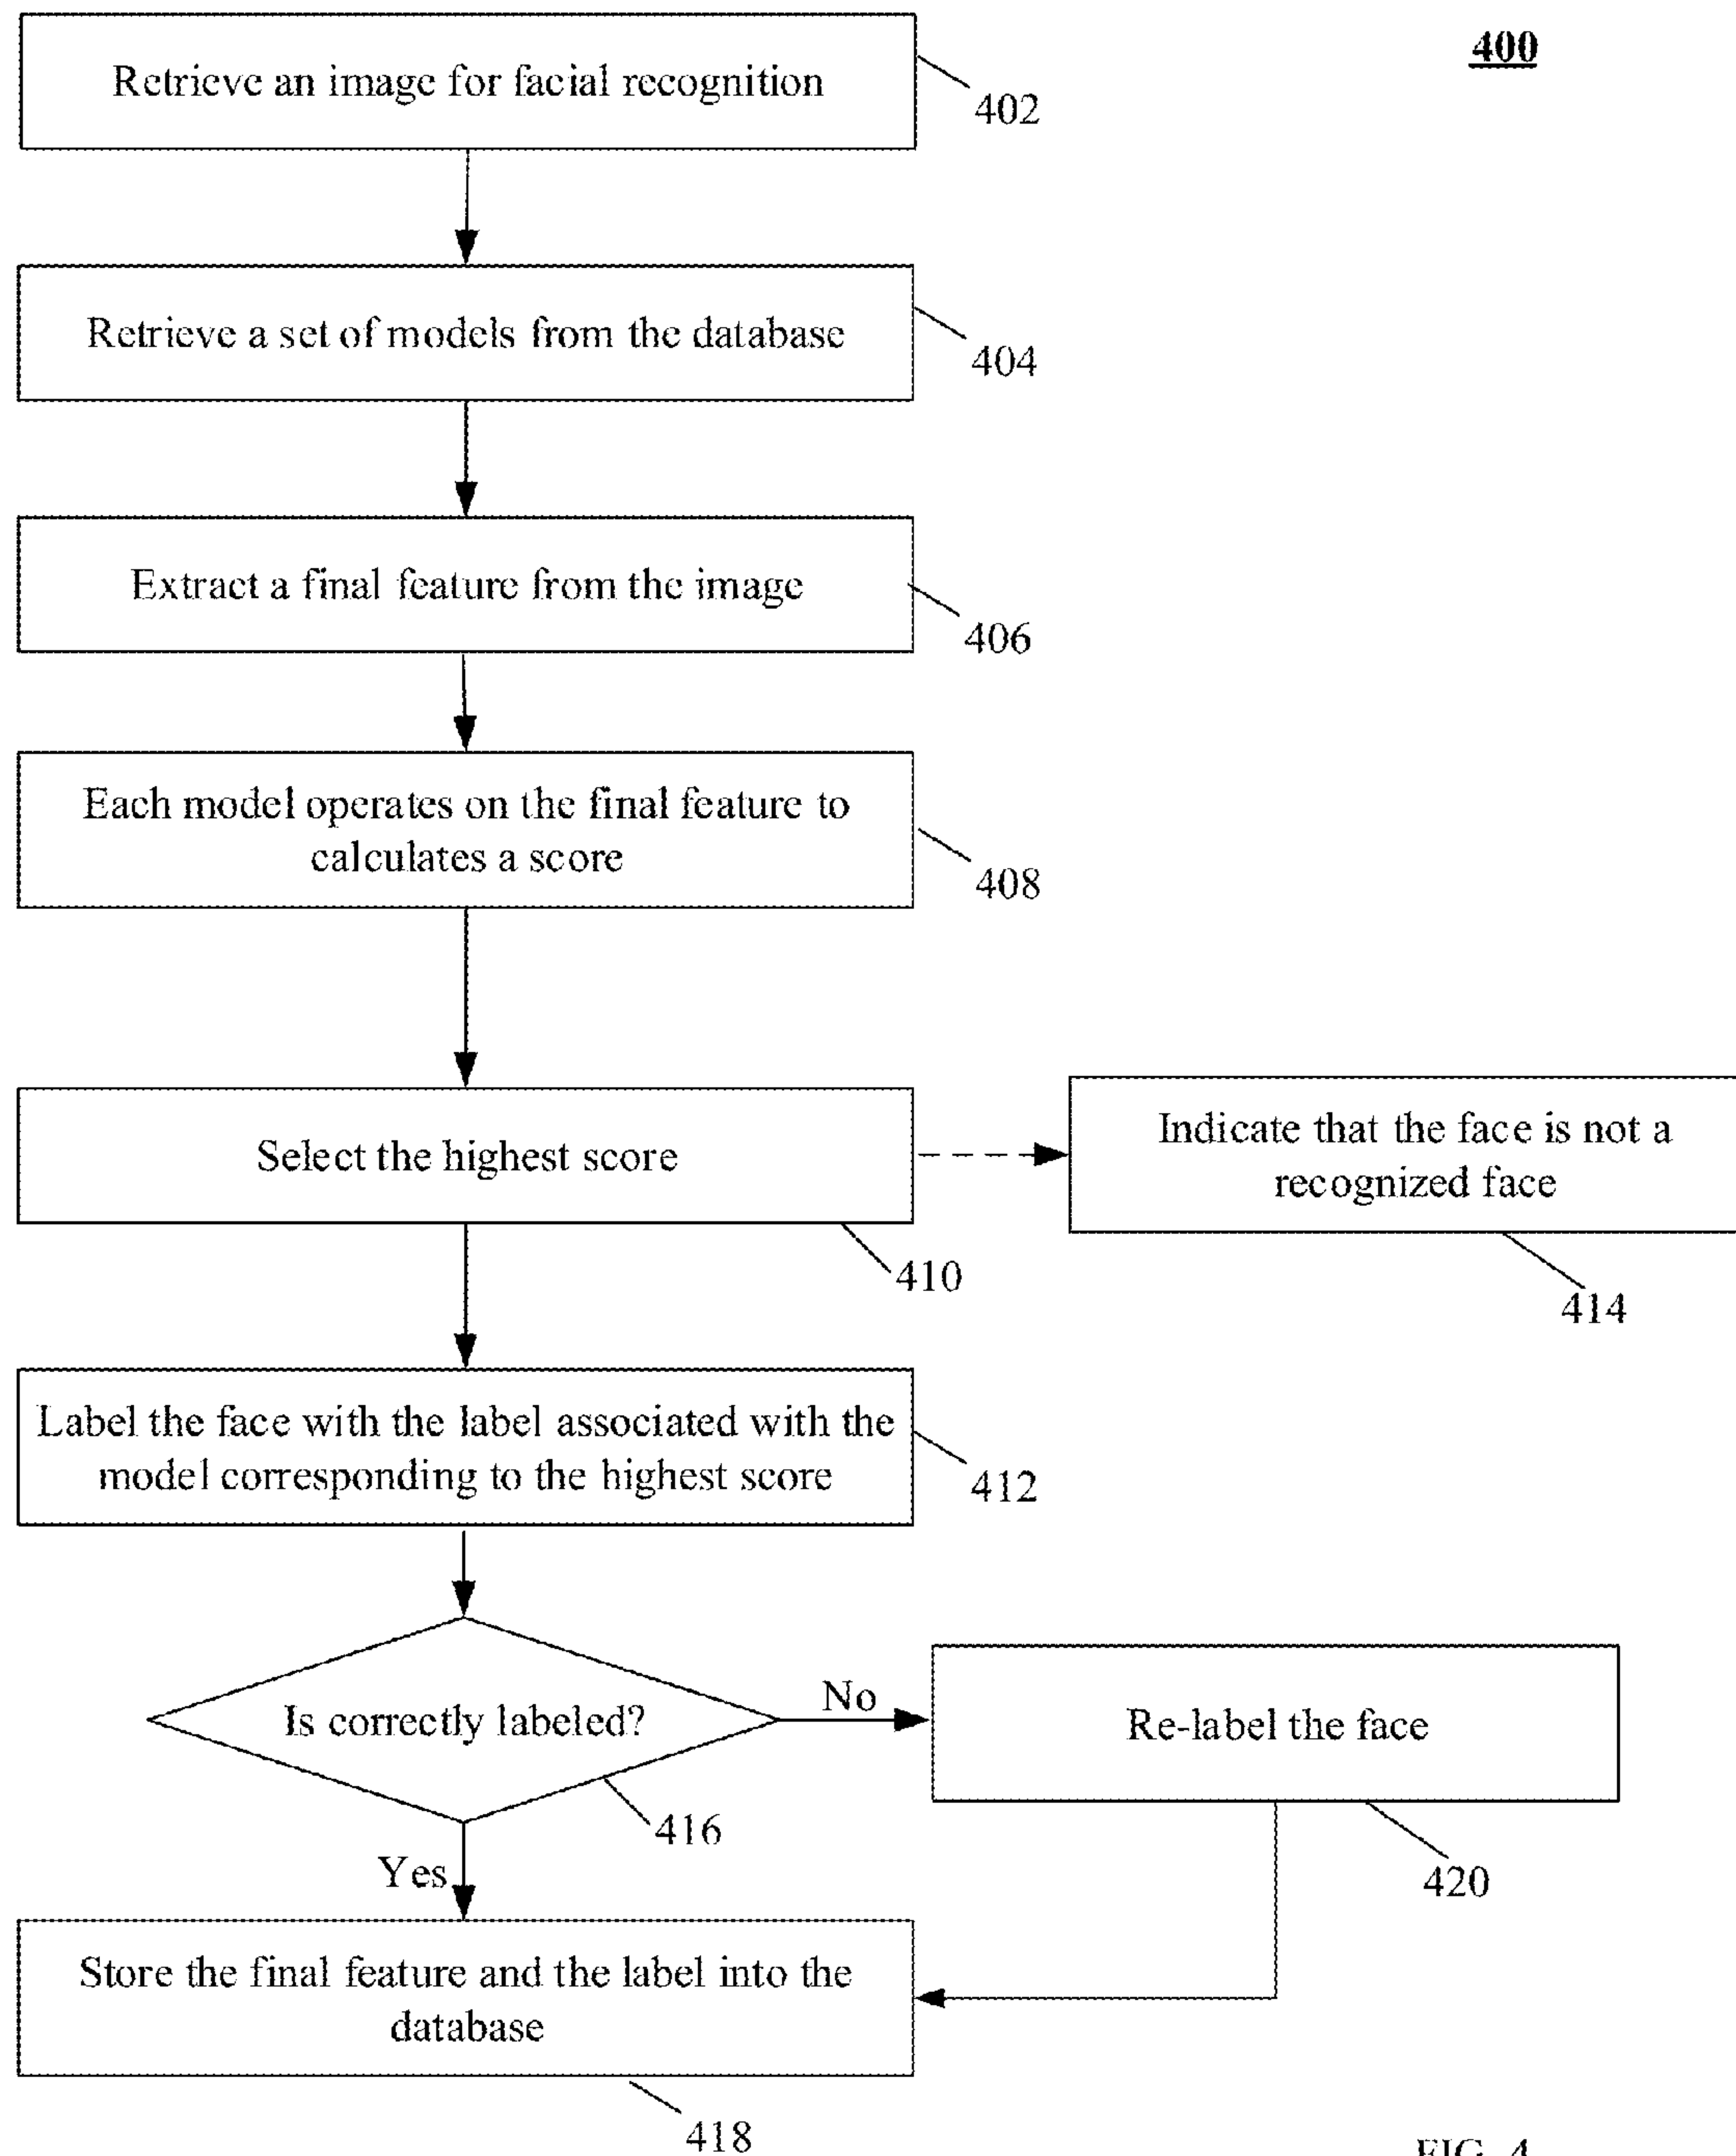 400
Retrieve an image for facial recognition
402
Retrieve a set of models from the database
404
Extract a final feature from the image
406
Each model operates on the final feature to
calculates a score
408
Select the highest score
410
Indicate that the face is not a
recognized face
414
Label the face with the label associated with the
model corresponding to the highest score
412
Is correctly labeled?
416
No
Re-label the face
420
Yes
Store the final feature and the label into the
database
418
FIG. 4